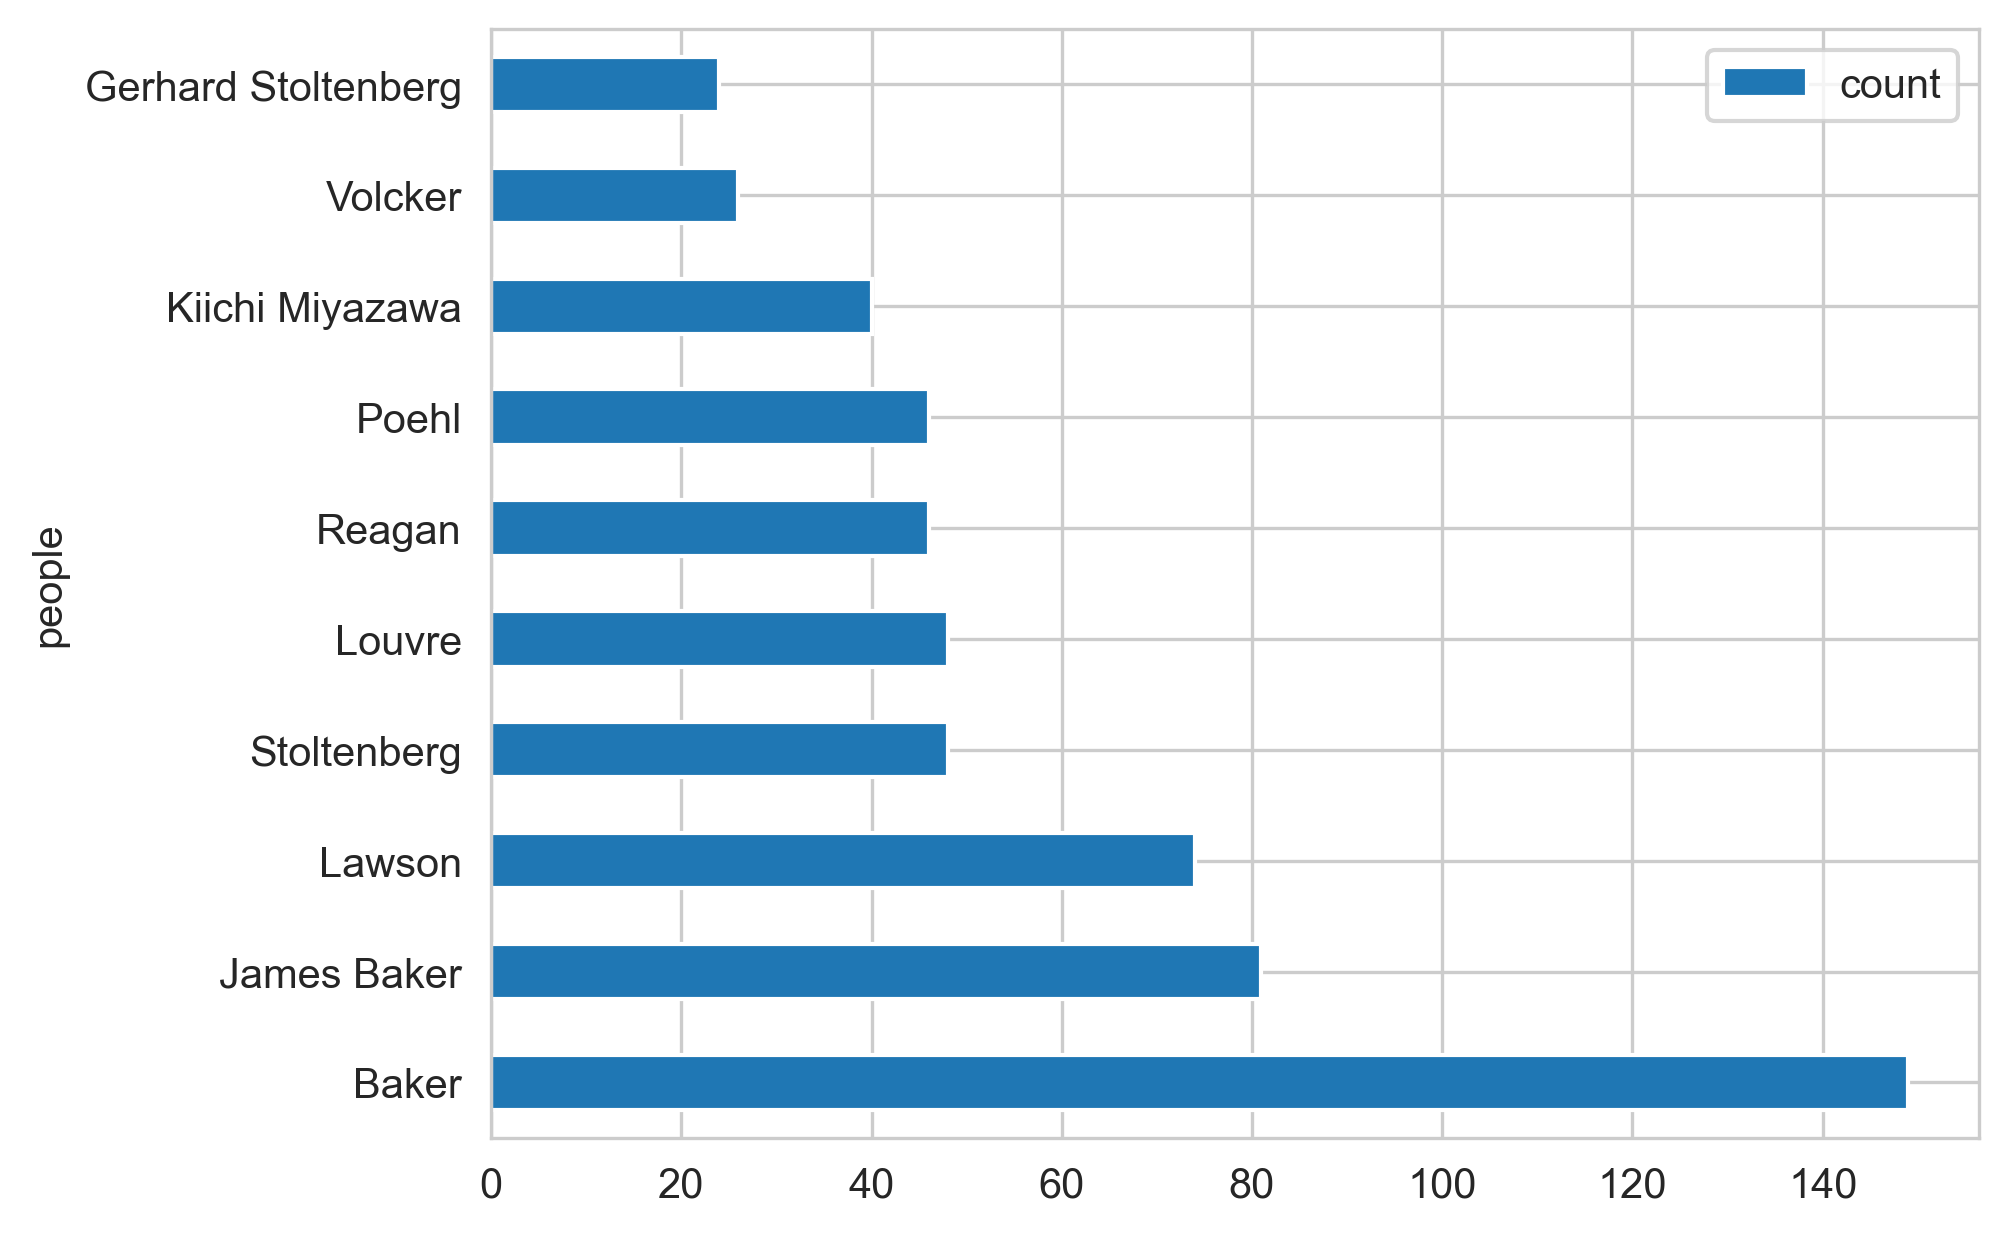 count
Gerhard Stoltenberg
Volcker
Kiichi Miyazawa
Poehl
Reagan
Louvre
Stoltenberg
Lawson
James Baker
Baker
people
0 20 40 60 80 100 120 140